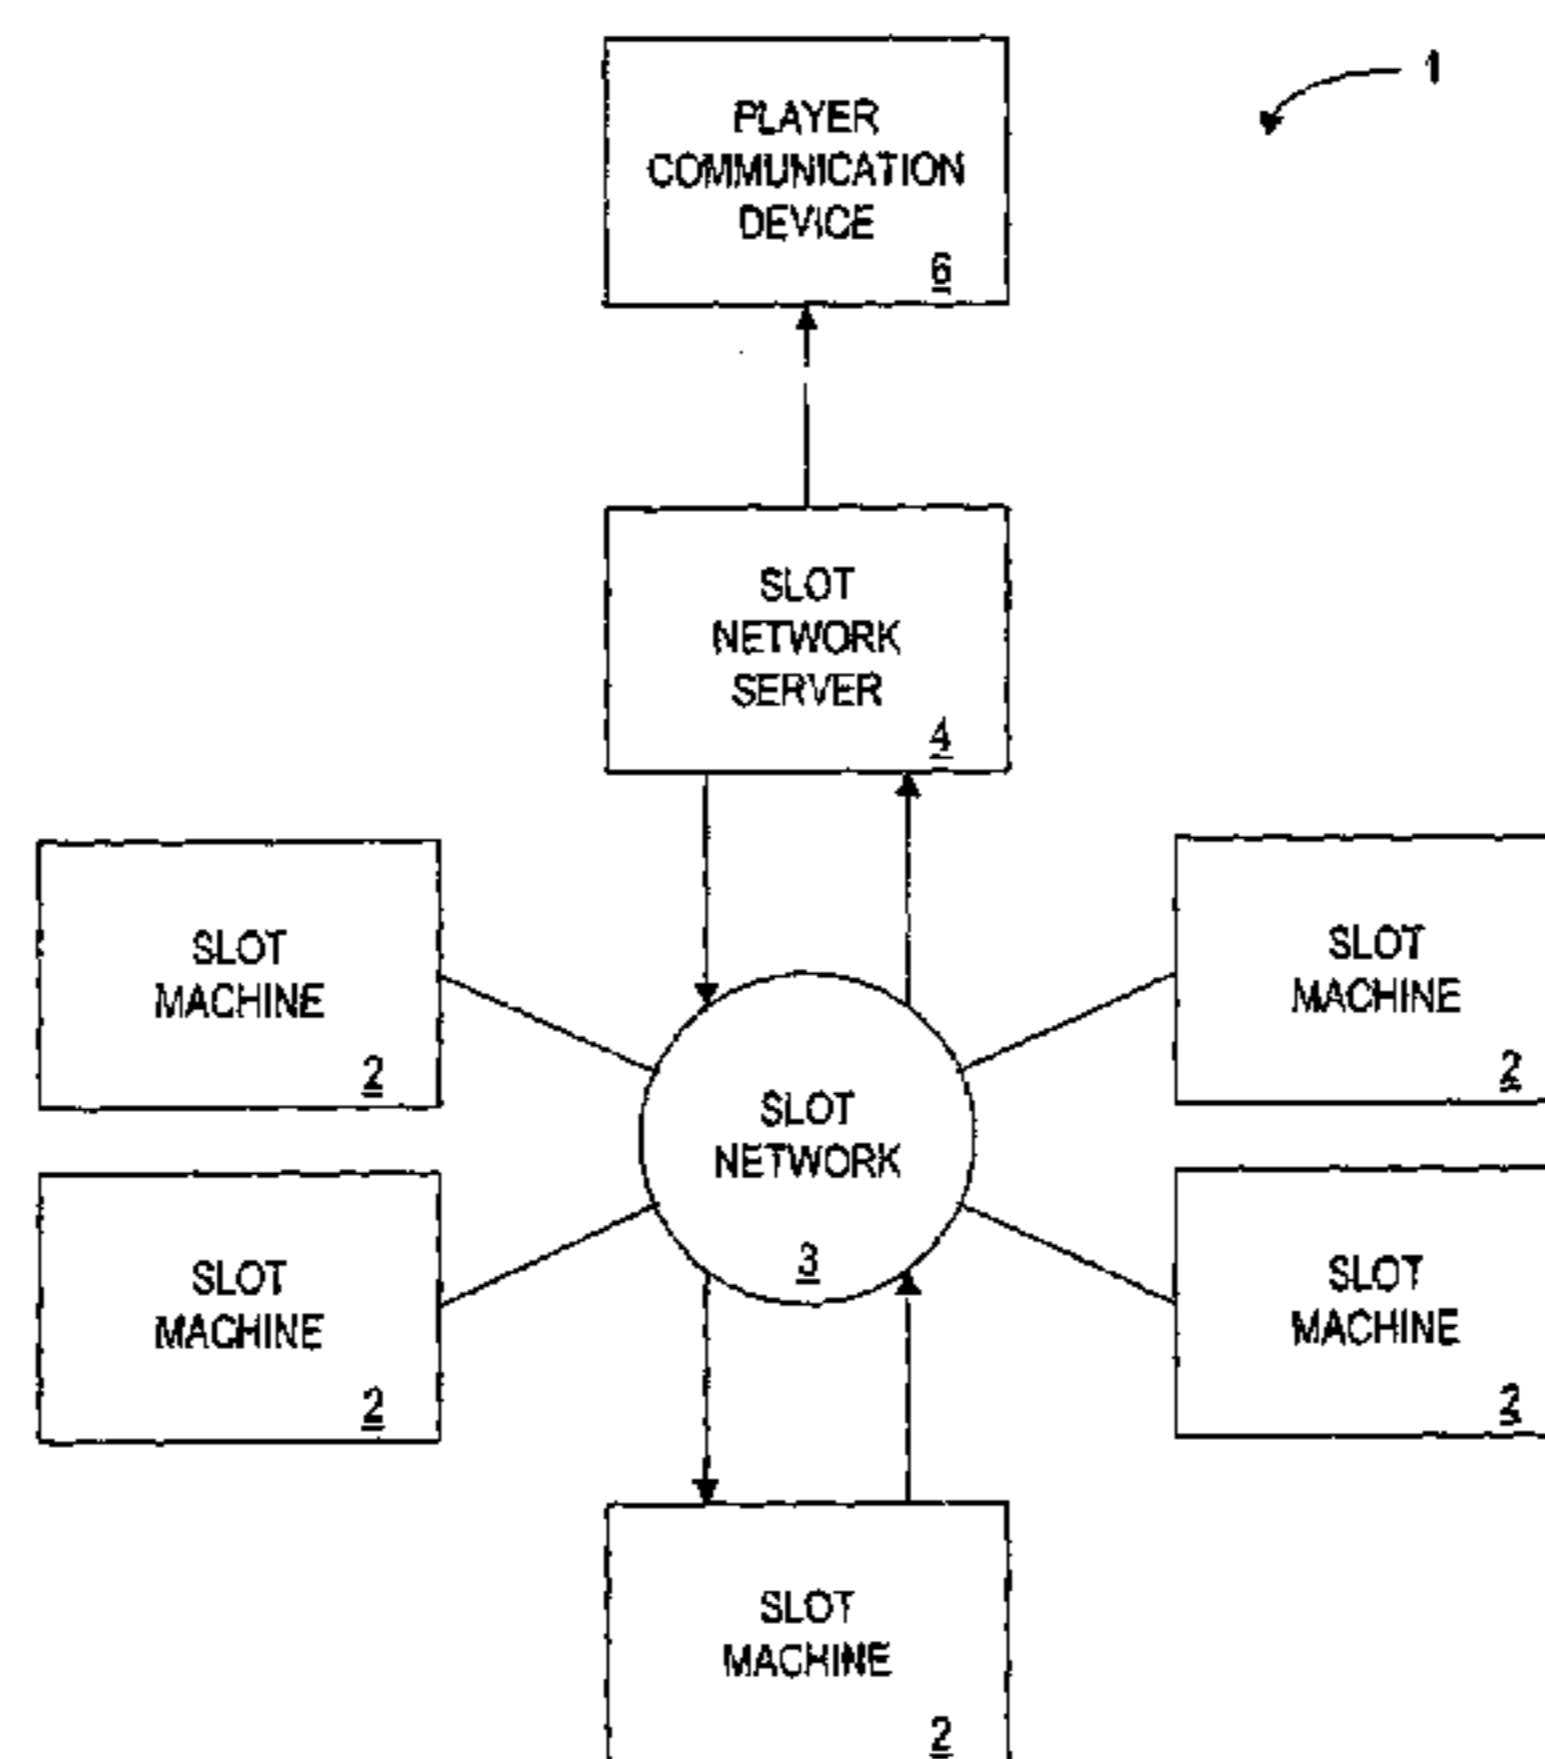 1
PLAYER
COMMUNICATION
DEVICE
6
SLOT
NETWORK
SERVER
4
SLOT
MACHINE
2
SLOT
MACHINE
2
SLOT
NETWORK
3
SLOT
MACHINE
2
SLOT
MACHINE
2
SLOT
MACHINE
2